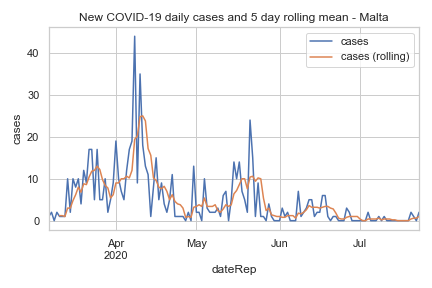 New COVID-19 daily cases and 5 day rolling mean - Malta
cases
cases (rolling)
cases
40
30
20
10
0
Apr
2020
May
Jun
Jul
dateRep